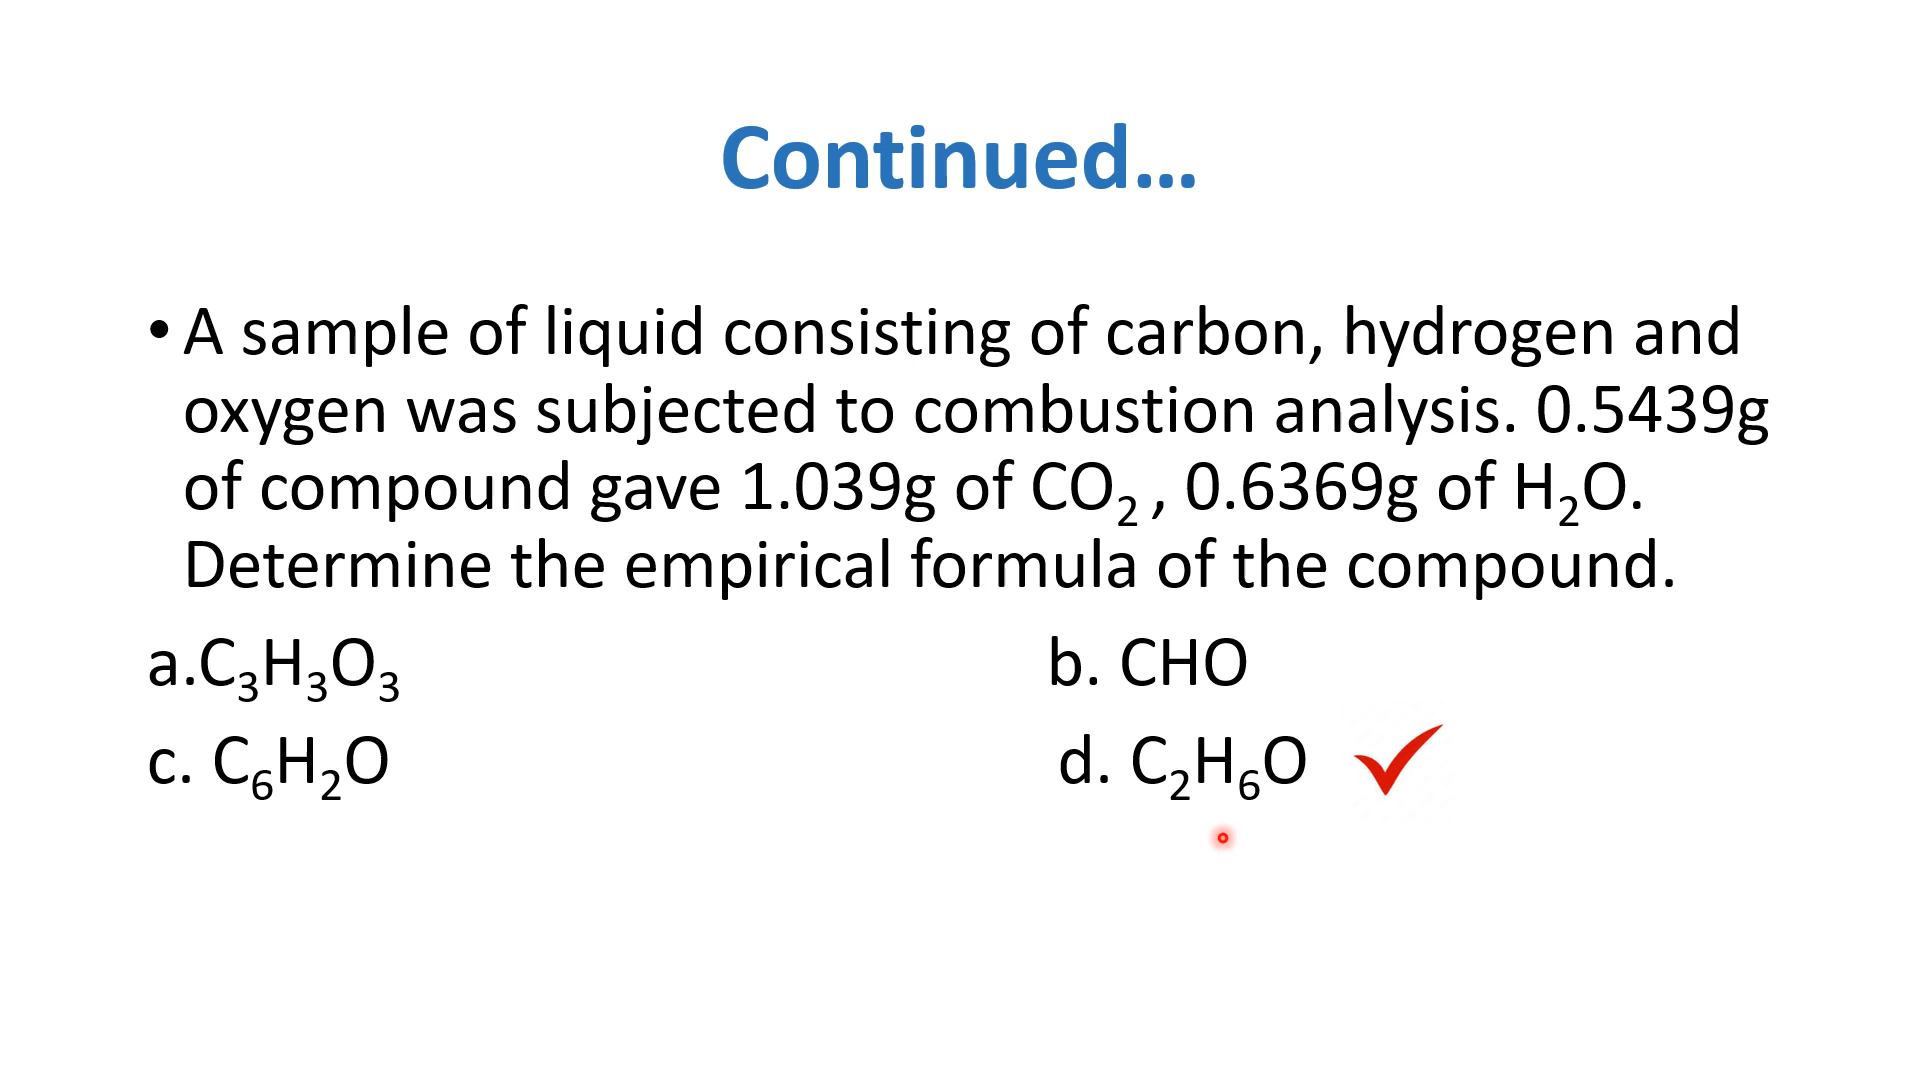 Continued…
• A sample of liquid consisting of carbon, hydrogen and
oxygen was subjected to combustion analysis. 0.5439g
of compound gave 1.039g of CO₂ , 0.6369g of H₂O.
Determine the empirical formula of the compound.
a.C₃H₃O₃ b. CHO
c. C₆H₂O d. C₂H₆O